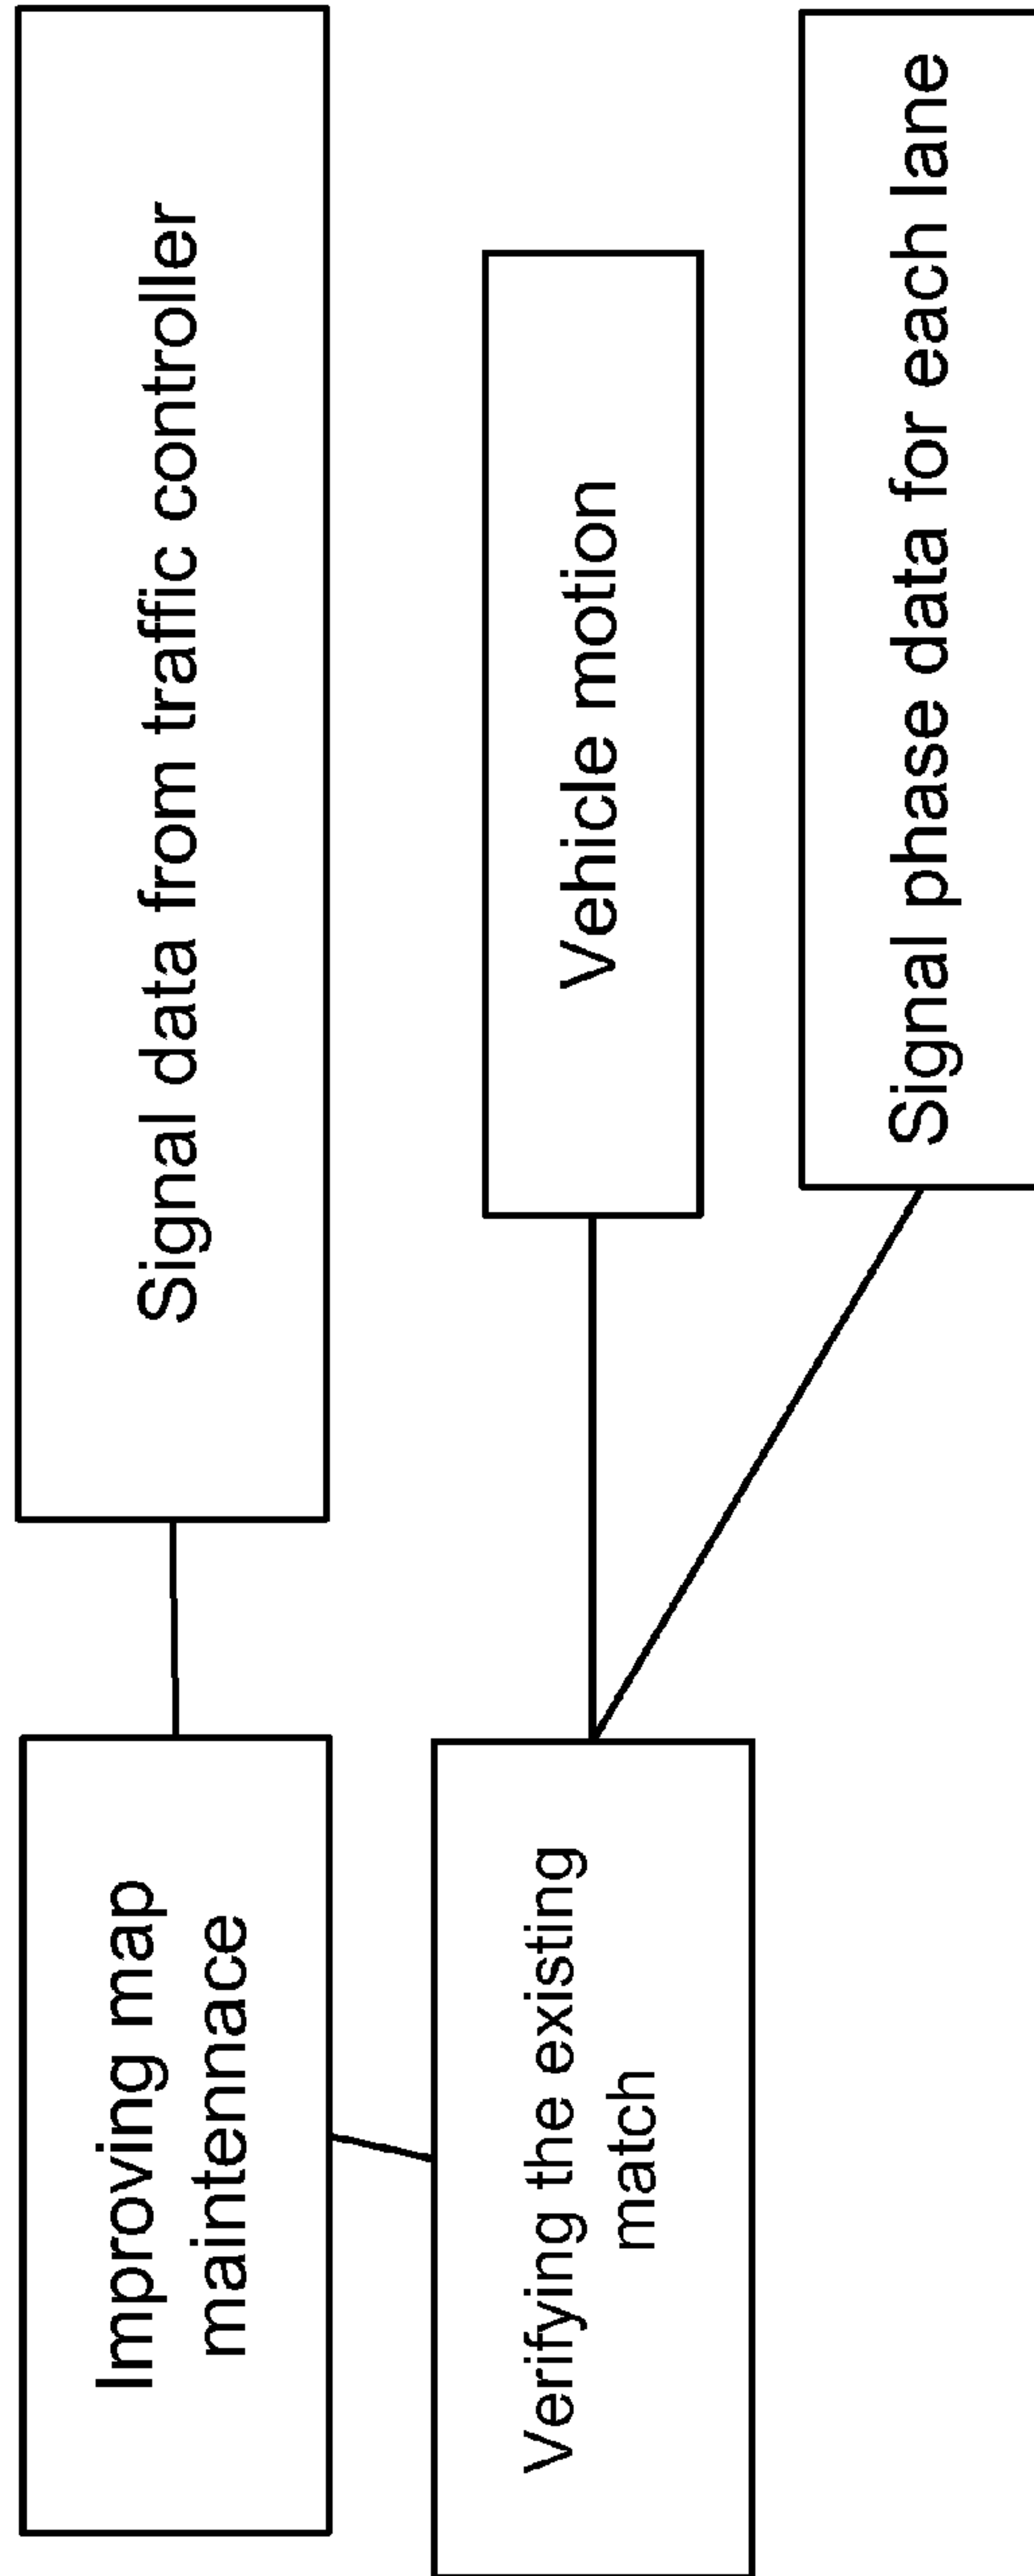 Improving map
maintennace
Signal data from traffic controller
Verifying the existing
match
Vehicle motion
Signal phase data for each lane